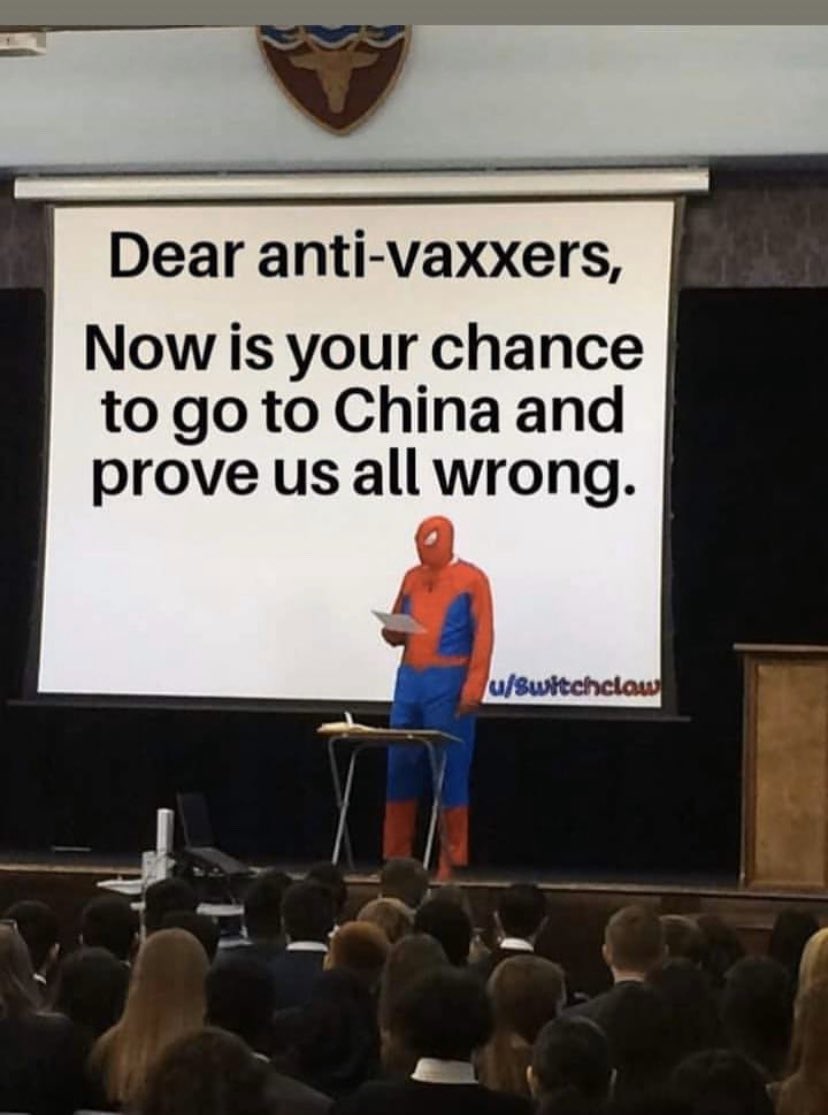 Dear anti-vaxxers,
Now is your chance
to go to China and
prove us all wrong.
u/Switchclaw